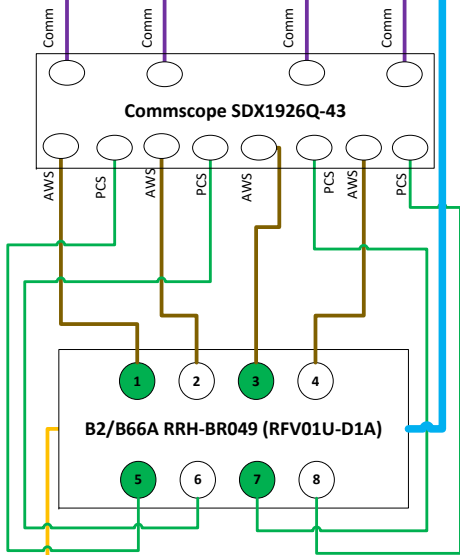 Comm Comm Comm Comm
Commscope SDX1926Q-43
AWS PCS AWS PCS AWS PCS AWS PCS
1 2 3 4
B2/B66A RRH-BR049 (RFV01U-D1A)
5 6 7 8